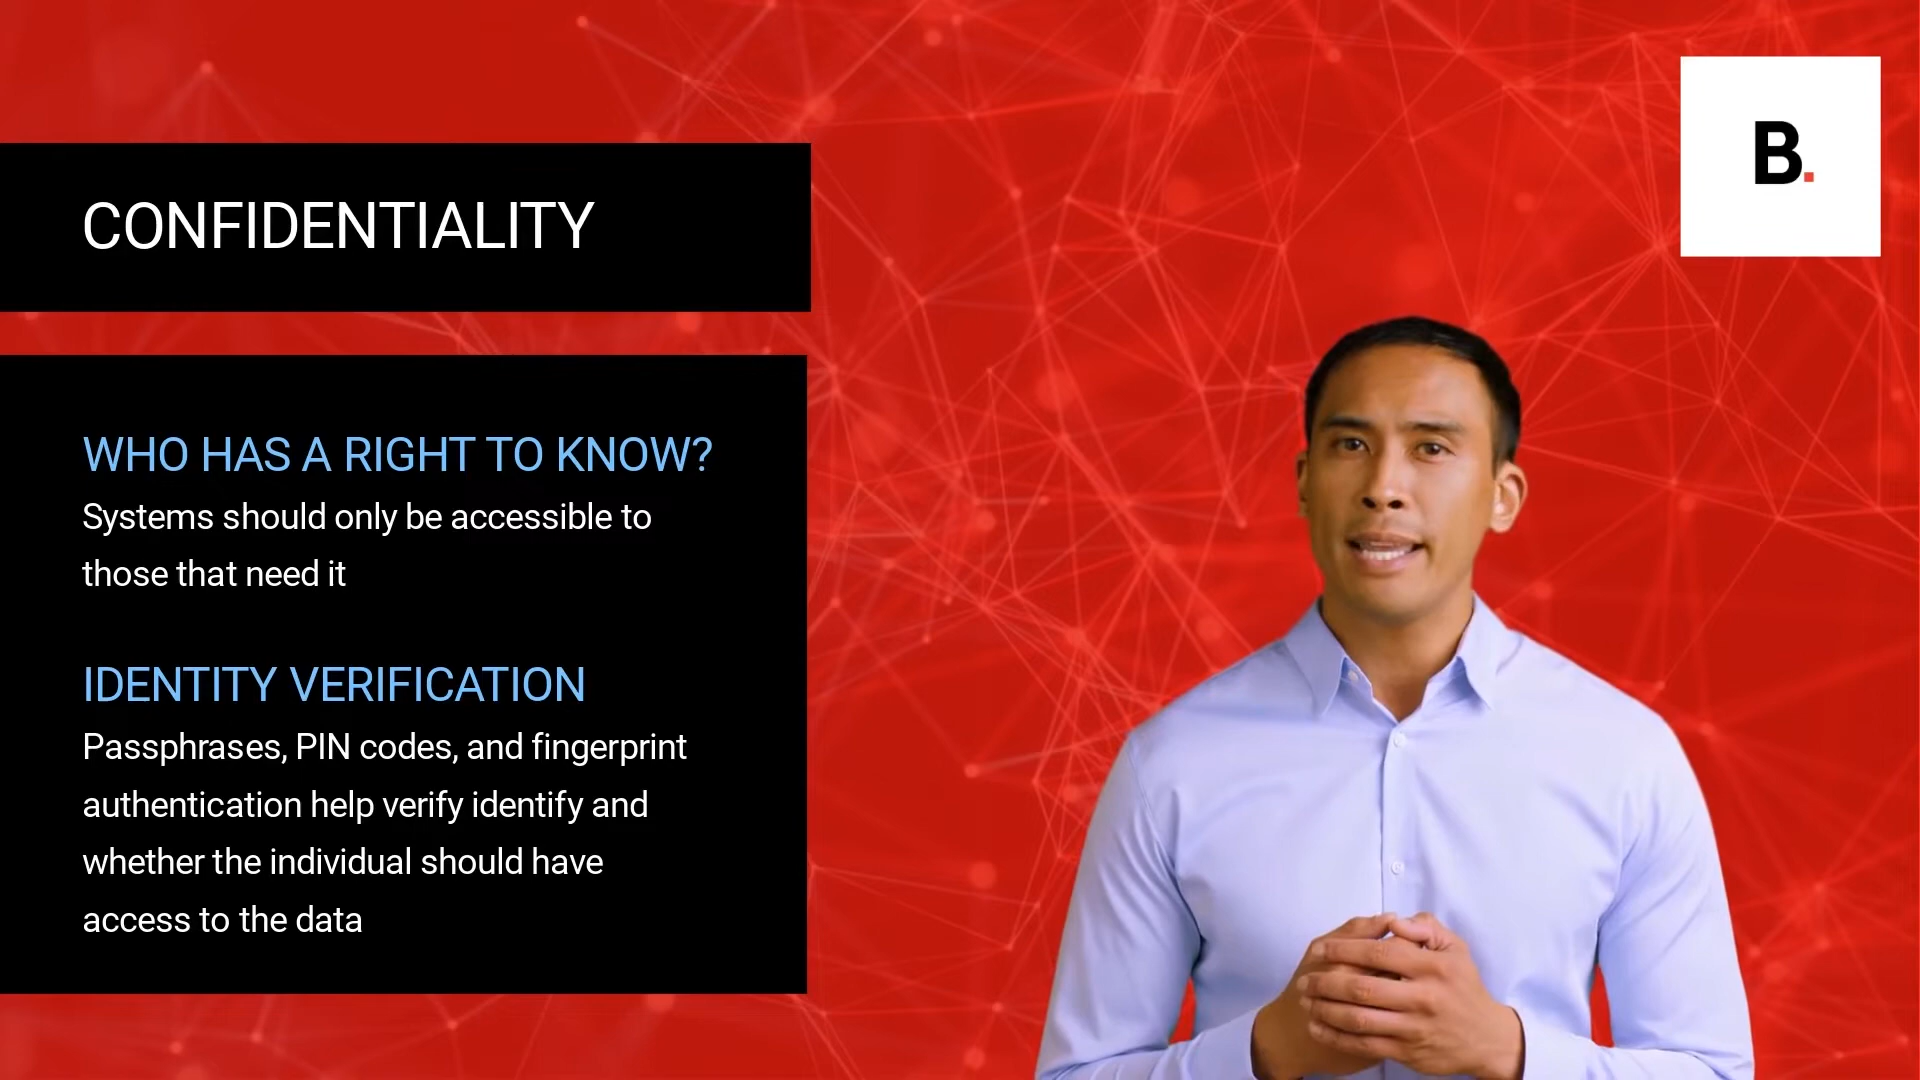 CONFIDENTIALITY
B.
WHO HAS A RIGHT TO KNOW?
Systems should only be accessible to
those that need it
IDENTITY VERIFICATION
Passphrases, PIN codes, and fingerprint
authentication help verify identify and
whether the individual should have
access to the data